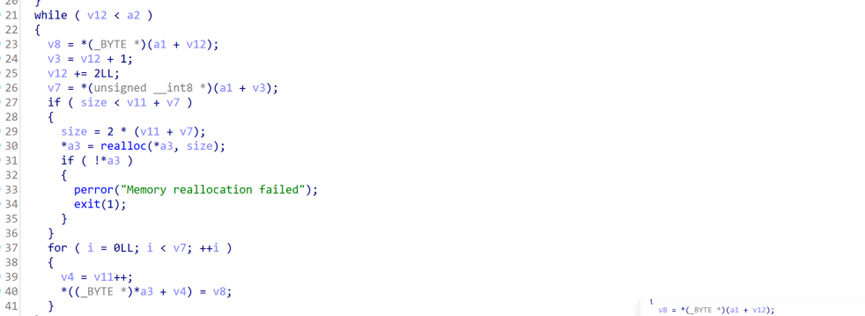 20 }
21 while ( v12 < a2 )
22 {
23 v8 = *(_BYTE *)(a1 + v12);
24 v3 = v12 + 1;
25 v12 += 2LL;
26 v7 = *(unsigned __int8 *)(a1 + v3);
27 if ( size < v11 + v7 )
28 {
29 size = 2 * (v11 + v7);
30 *a3 = realloc(*a3, size);
31 if ( !*a3 )
32 {
33 perror("Memory reallocation failed");
34 exit(1);
35 }
36 }
37 for ( i = 0LL; i < v7; ++i )
38 {
39 v4 = v11++;
40 *((_BYTE *)*a3 + v4) = v8;
41 }
{
v8 = *(_BYTE *)(a1 + v12);